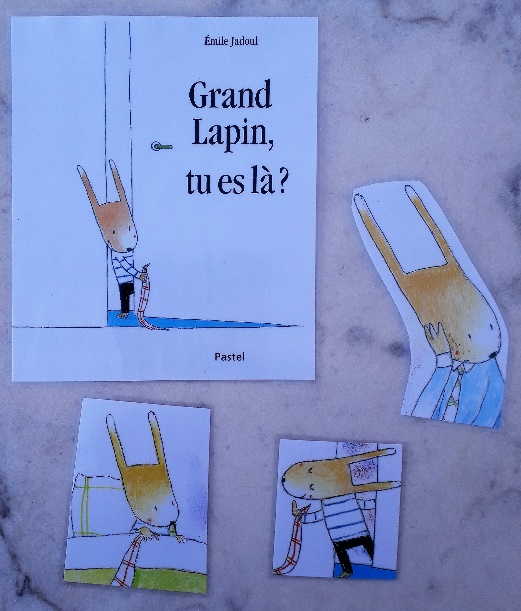 Émile Jadoul
Grand
Lapin,
tu es là ?
Pastel